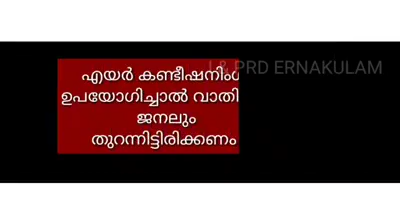 I & PRD ERNAKULAM
എയർ കണ്ടീഷനിംഗ്
ഉപയോഗിച്ചാൽ
ജനലും
തുറന്നിട്ടിരിക്കണം